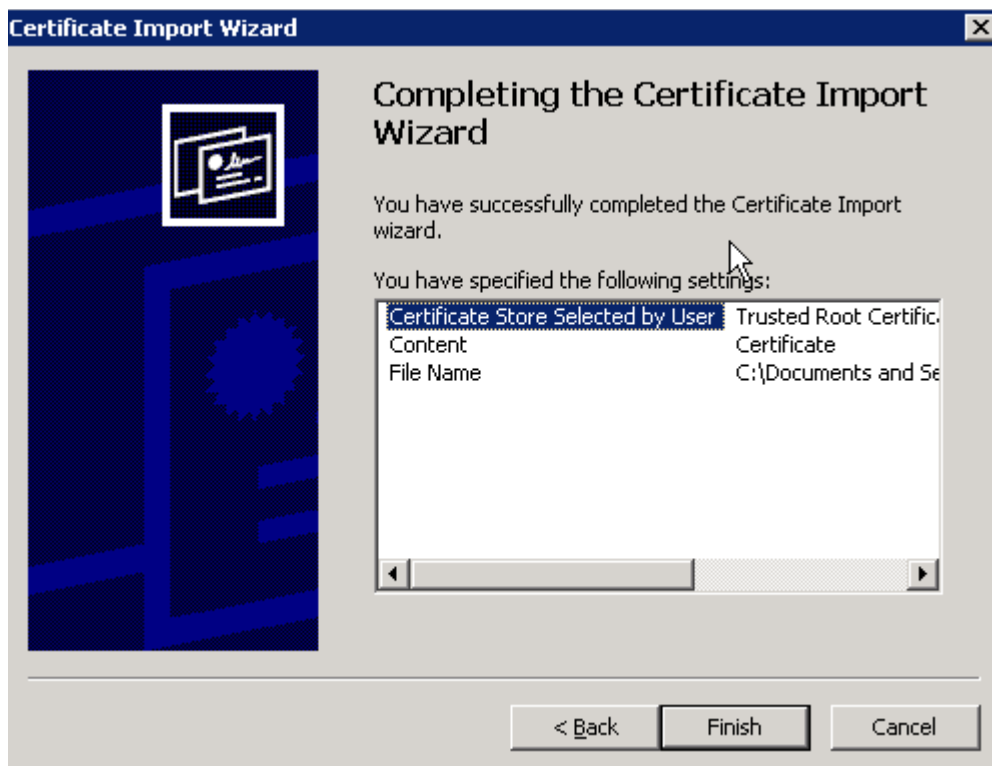 Certificate Import Wizard
Completing the Certificate Import
Wizard
You have successfully completed the Certificate Import
wizard.
You have specified the following settings:
Certificate Store Selected by User Trusted Root Certific
Content Certificate
File Name C:\Documents and Se
< Back Finish Cancel